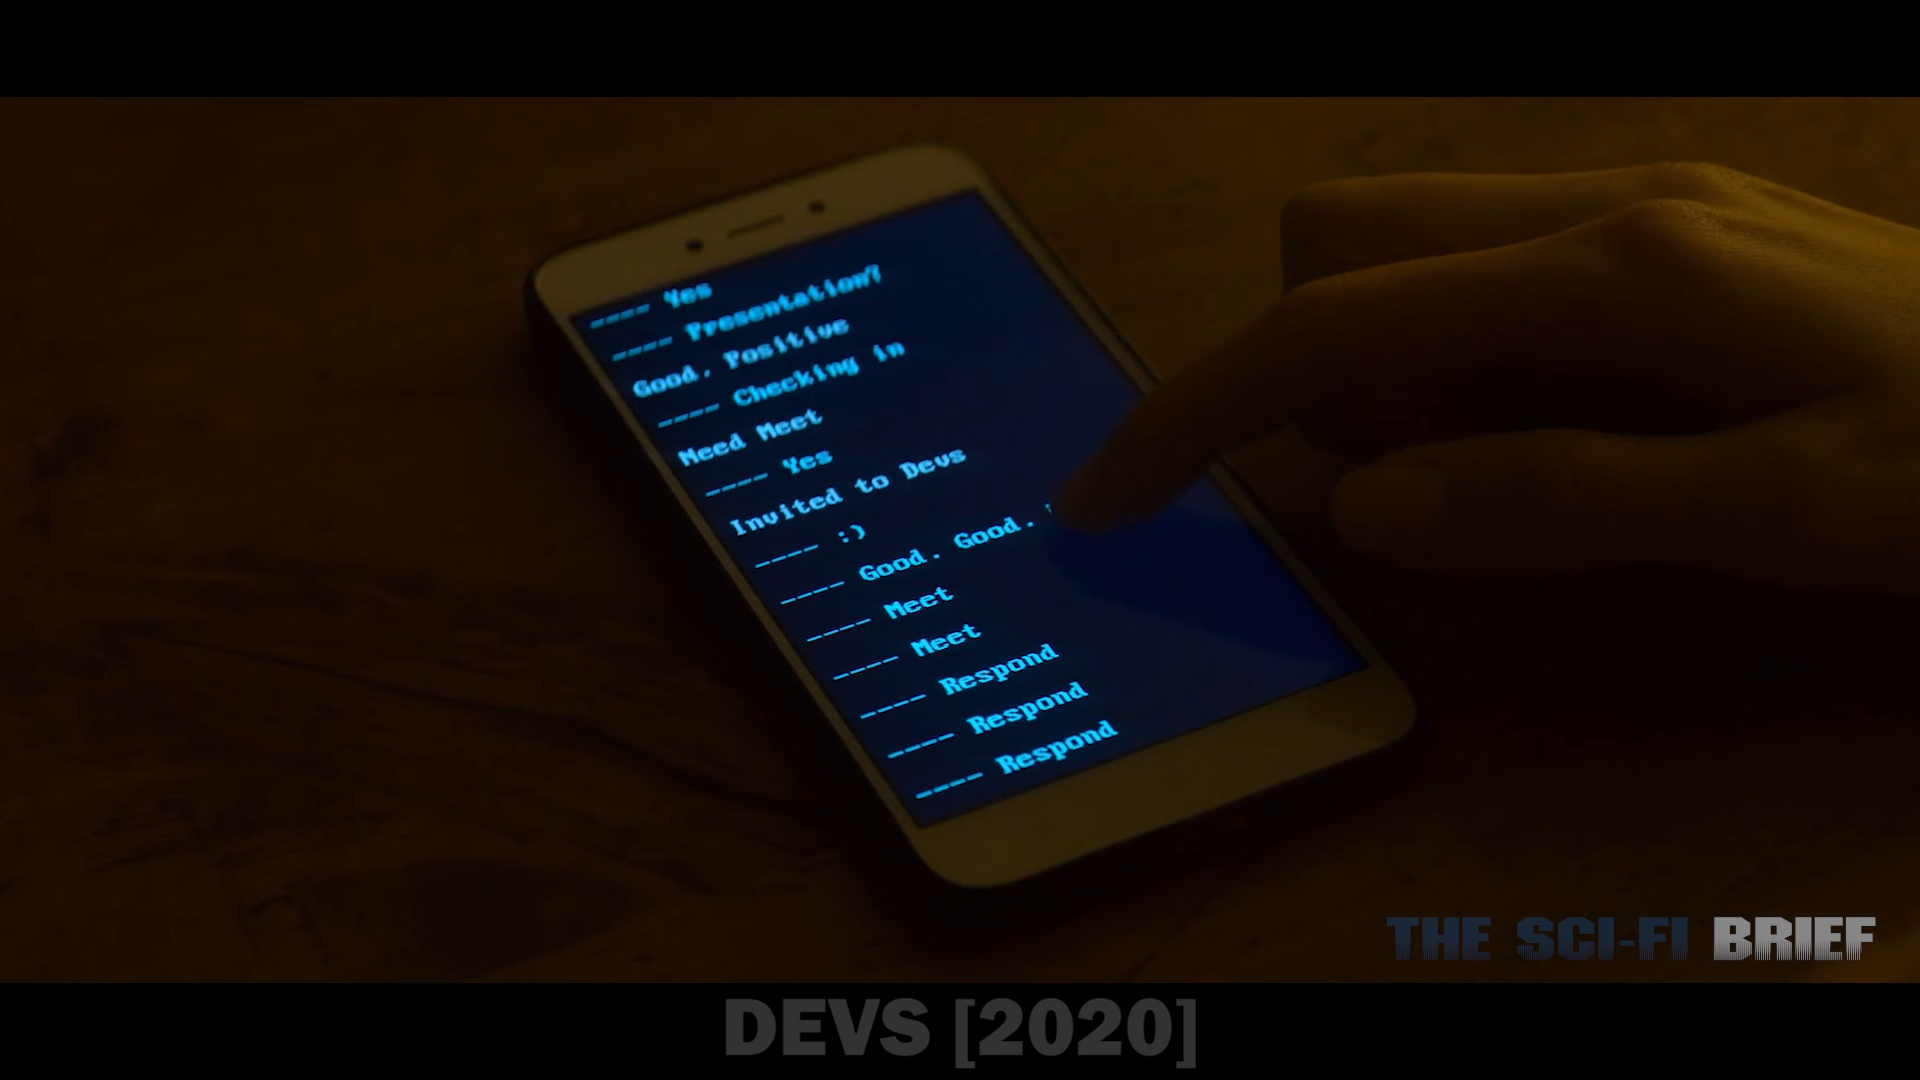 ---- Yes
---- Presentation?
Good. Positive
---- Checking in
Need Meet
---- Yes
Invited to Devs
---- :)
---- Good. Good.
---- Meet
---- Meet
---- Respond
---- Respond
---- Respond
THE SCI-FI BRIEF
DEVS [2020]